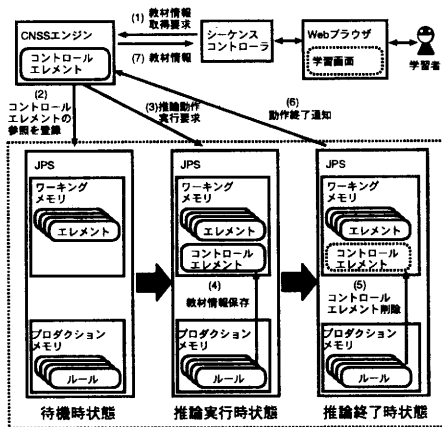 CNSSエンジン
コントロール
エレメント
(1) 教材情報
取得要求
(7) 教材情報
シーケンス
コントローラ
Webブラウザ
学習画面
学習者
(2)
コントロール
エレメントの
参照を登録
(3)推論動作
実行要求
(6)
動作終了通知
JPS
ワーキング
メモリ
エレメント
プロダクション
メモリ
ルール
待機時状態
JPS
ワーキング
メモリ
エレメント
コントロール
エレメント
(4)
教材情報保存
プロダクション
メモリ
ルール
推論実行時状態
JPS
ワーキング
メモリ
エレメント
コントロール
エレメント
(5)
コントロール
エレメント削除
プロダクション
メモリ
ルール
推論終了時状態